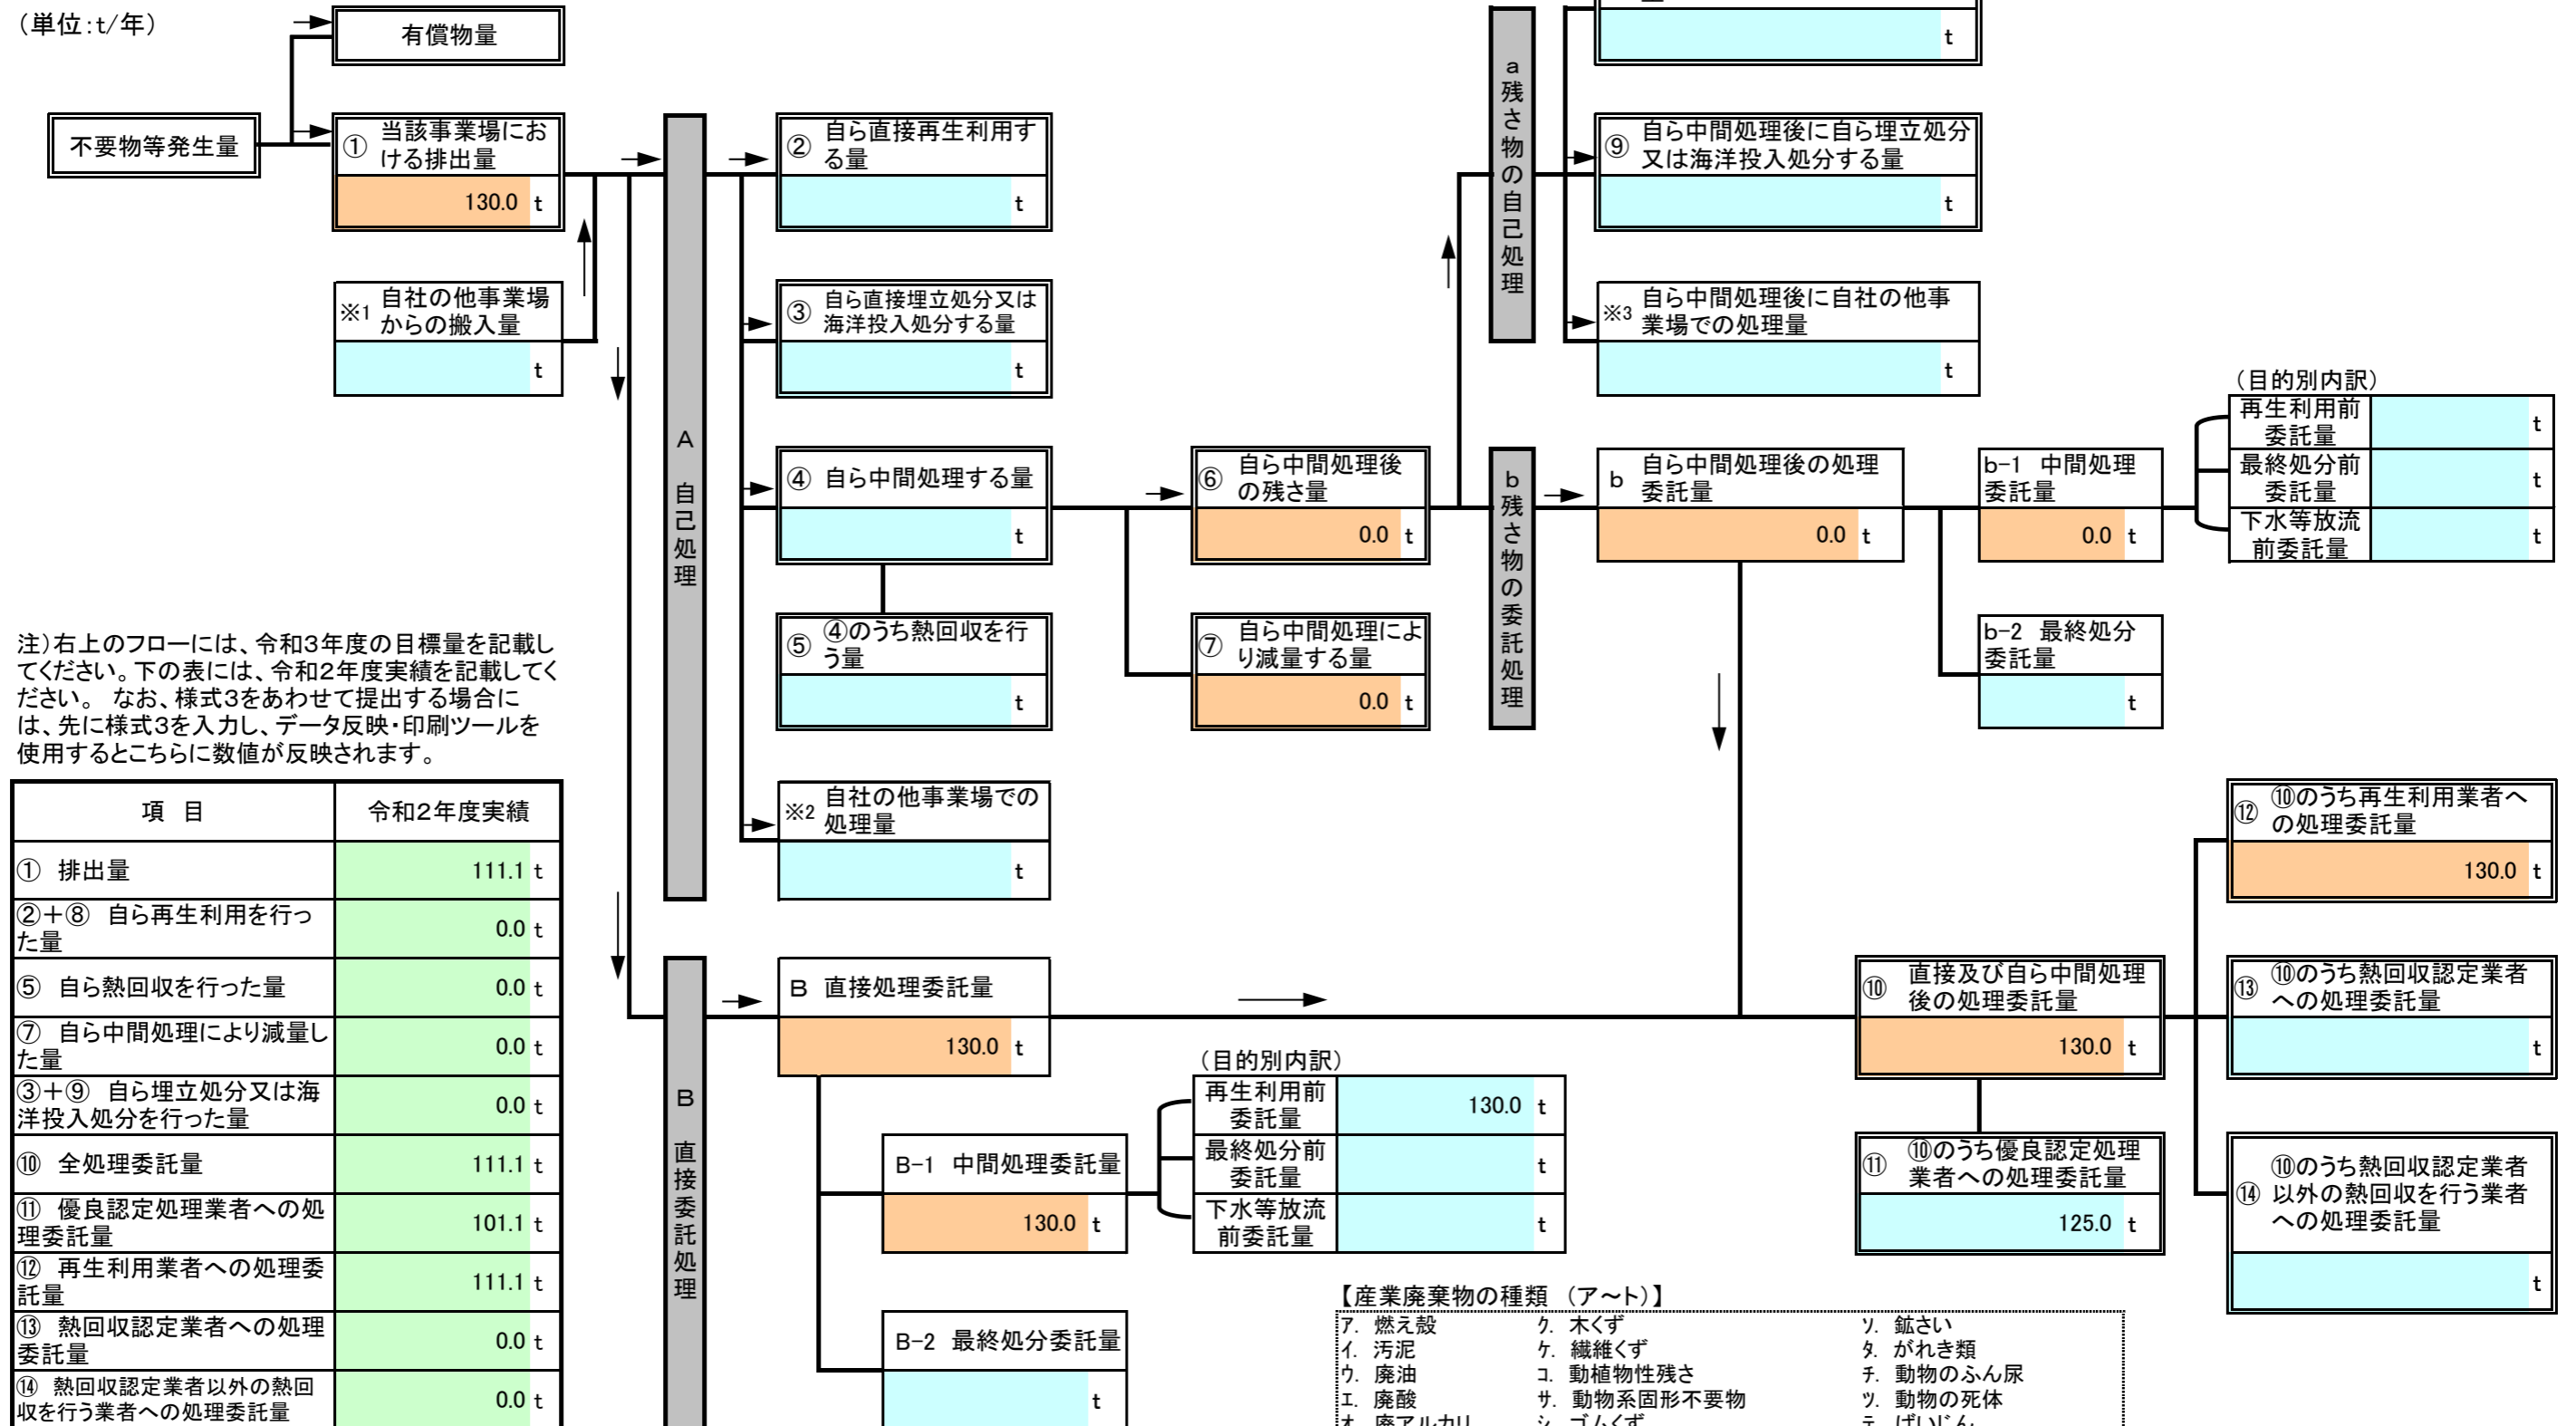 （単位:t/年）
有償物量
t
不要物等発生量
①
当該事業場にお
ける排出量
130.0 t
※1
自社の他事業場
からの搬入量
t
A 自己処理
②
自ら直接再生利用す
る量
t
③
自ら直接埋立処分又は
海洋投入処分する量
t
④ 自ら中間処理する量
t
⑤
④のうち熱回収を行
う量
t
※2
自社の他事業場での
処理量
t
⑥
自ら中間処理後
の残さ量
0.0 t
⑦
自ら中間処理によ
り減量する量
0.0 t
a 残さ物の自己処理
⑨
自ら中間処理後に自ら埋立処分
又は海洋投入処分する量
t
※3
自ら中間処理後に自社の他事
業場での処理量
t
b 残さ物の委託処理
b
自ら中間処理後の処理
委託量
0.0 t
b-1 中間処理
委託量
0.0 t
b-2 最終処分
委託量
t
（目的別内訳）
再生利用前
委託量
t
最終処分前
委託量
t
下水等放流
前委託量
t
注）右上のフローには、令和3年度の目標量を記載し
てください。下の表には、令和2年度実績を記載してく
ださい。 なお、様式3をあわせて提出する場合に
は、先に様式3を入力し、データ反映・印刷ツールを
使用するとこちらに数値が反映されます。
項 目 令和2年度実績
① 排出量 111.1 t
②＋⑧ 自ら再生利用を行っ
た量
0.0 t
⑤ 自ら熱回収を行った量 0.0 t
⑦ 自ら中間処理により減量し
た量
0.0 t
③＋⑨ 自ら埋立処分又は海
洋投入処分を行った量
0.0 t
⑩ 全処理委託量 111.1 t
⑪ 優良認定処理業者への処
理委託量
101.1 t
⑫ 再生利用業者への処理委
託量
111.1 t
⑬ 熱回収認定業者への処理
委託量
0.0 t
⑭ 熱回収認定業者以外の熱回
収を行う業者への処理委託量
0.0 t
B 直接委託処理
B 直接処理委託量
130.0 t
B-1 中間処理委託量
130.0 t
B-2 最終処分委託量
t
（目的別内訳）
再生利用前
委託量
130.0 t
最終処分前
委託量
t
下水等放流
前委託量
t
⑩
直接及び自ら中間処理
後の処理委託量
130.0 t
⑪
⑩のうち優良認定処理
業者への処理委託量
125.0 t
⑫
⑩のうち再生利用業者へ
の処理委託量
130.0 t
⑬
⑩のうち熱回収認定業者
への処理委託量
t
⑭
⑩のうち熱回収認定業者
以外の熱回収を行う業者
への処理委託量
t
【産業廃棄物の種類 （ア～ト）】
ア. 燃え殻 ク. 木くず ソ. 鉱さい
イ. 汚泥 ケ. 繊維くず タ. がれき類
ウ. 廃油 コ. 動植物性残さ チ. 動物のふん尿
エ. 廃酸 サ. 動物系固形不要物 ツ. 動物の死体
オ. 廃アルカリ シ. ゴムくず テ. ばいじん